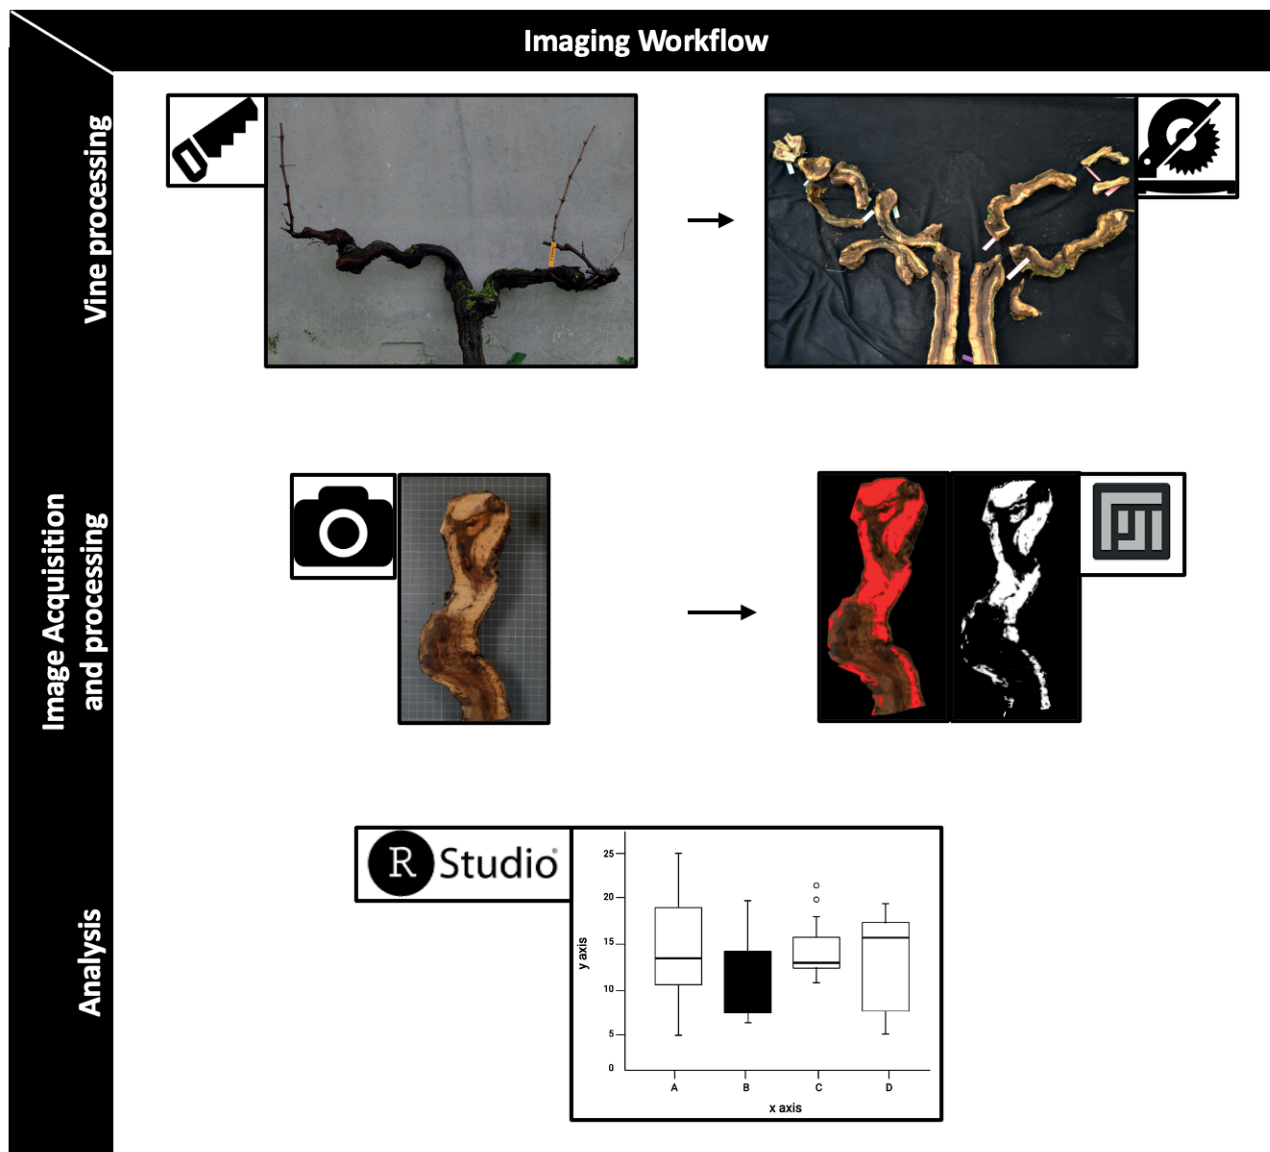 Imaging Workflow
Vine processing
Image Acquisition
and processing
R Studio®
25
20
15
10
5
0
y axis
A B C D
x axis
Analysis